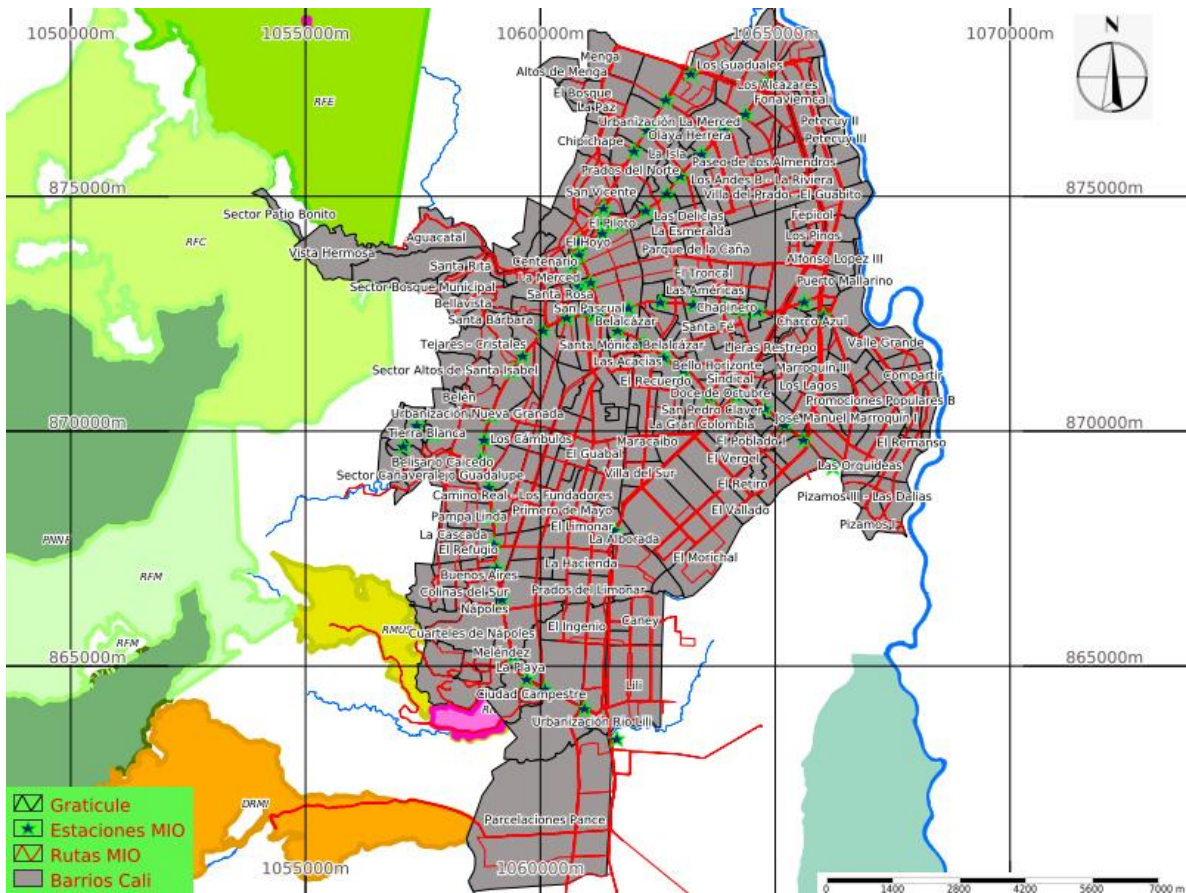 1050000m
1055000m
1060000m
1065000m
1070000m
N
Menga
Los Guaduales
Altos de Menga
Los Alcazares
El Bosque
Fonaviemcali
La Paz
Urbanización La Merced
Petecuy II
Olaya Herrera
Petecuy III
Chipichape
La Isla
Paseo de Los Almendros
RFE
Prados del Norte
Los Andes B - La Riviera
875000m
San Vicente
Villa del Prado - El Guabito
875000m
Sector Patio Bonito
El Piloto
Las Delicias
Fepicol
La Esmeralda
Los Pinos
RFC
Aguacatal
El Hoyo
Parque de la Caña
Vista Hermosa
Centenario
Alfonso Lopez III
Santa Rita
La Merced
El Troncal
Puerto Mallarino
Sector Bosque Municipal
Santa Rosa
Las Américas
Bellavista
San Pascual
Chapinero
Santa Bárbara
Belalcázar
Santa Fé
Charco Azul
Tejares - Cristales
Santa Mónica Belalcázar
Lleras Restrepo
Valle Grande
Las Acacias
Bello Horizonte
Marroquín III
Sector Altos de Santa Isabel
El Recuerdo
Sindical
Los Lagos
Compartir
Belén
Doce de Octubre
Promociones Populares B
Urbanización Nueva Granada
San Pedro Claver
José Manuel Marroquín I
870000m
La Gran Colombia
870000m
Tierra Blanca
Los Cámbulos
Maracaibo
El Poblado I
El Remanso
El Guabal
El Vergel
Belisario Caicedo
Villa del Sur
Las Orquídeas
Sector Cañaveralejo Guadalupe
El Retiro
Camino Real - Los Fundadores
Pizamos III - Las Dalias
Pampa Linda
Primero de Mayo
El Vallado
El Limonar
Pizamos I
La Cascada
La Alborada
PNNF
El Refugio
El Morichal
La Hacienda
RFM
Buenos Aires
Colinas del Sur
Prados del Limonar
Nápoles
Caney
El Ingenio
RFM
Cuarteles de Nápoles
Meléndez
865000m
La Playa
865000m
Lili
Ciudad Campestre
Urbanización Río Lili
DRMI
Parcelaciones Pance
Graticule
Estaciones MIO
Rutas MIO
Barrios Cali
1055000m
1060000m
0 1400 2800 4200 5600 7000 m